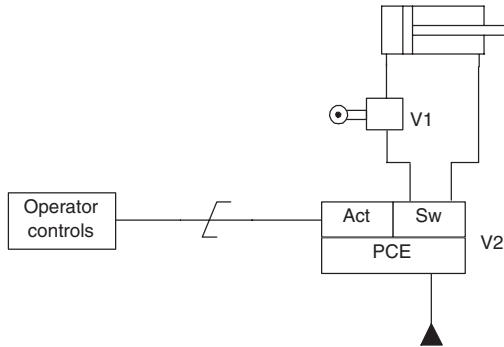 V1
Operator
controls
Act
Sw
PCE
V2